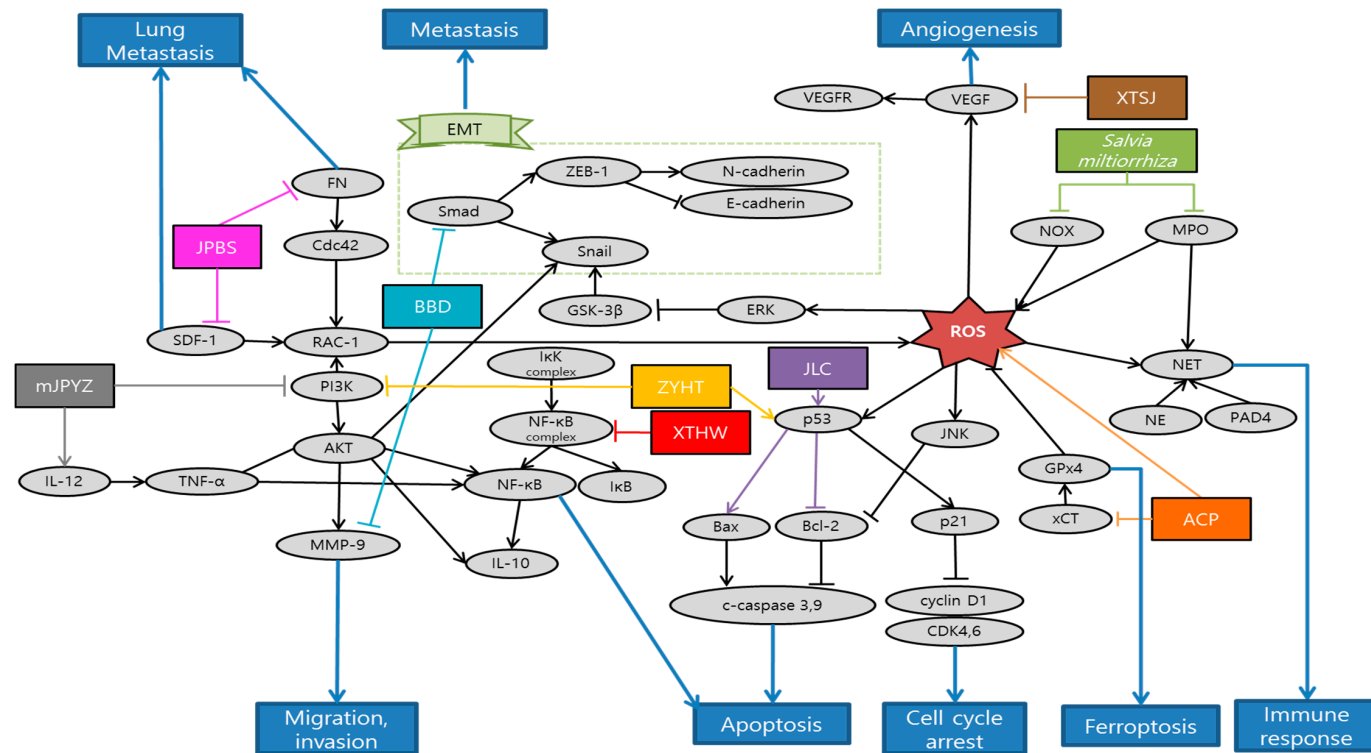 Lung
Metastasis
Metastasis
Angiogenesis
VEGFR
VEGF
XTSJ
EMT
Salvia
miltiorrhiza
FN
ZEB-1
N-cadherin
E-cadherin
Smad
JPBS
Cdc42
Snail
NOX
MPO
BBD
GSK-3β
ERK
ROS
SDF-1
RAC-1
IκK
complex
JLC
NET
mJPYZ
PI3K
ZYHT
NF-κB
complex
XTHW
p53
JNK
NE
PAD4
AKT
IL-12
TNF-α
NF-κB
IκB
GPx4
Bax
Bcl-2
p21
xCT
ACP
MMP-9
IL-10
c-caspase 3,9
cyclin D1
CDK4,6
Migration,
invasion
Apoptosis
Cell cycle
arrest
Ferroptosis
Immune
response